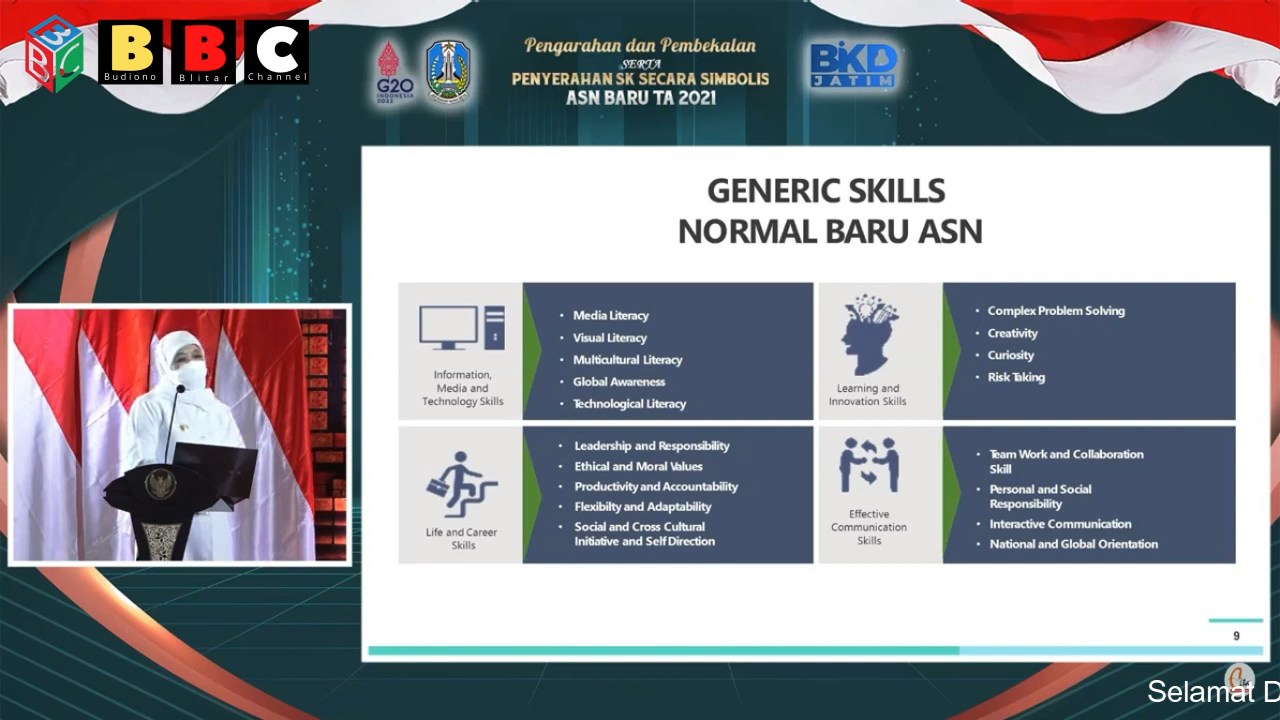 B B C
Budiono Blitar Channel
G20
INDONESIA
2022
Pengarahan dan Pembekalan
SERTA
PENYERAHAN SK SECARA SIMBOLIS
ASN BARU TA 2021
BKD
JATIM
GENERIC SKILLS
NORMAL BARU ASN
Information,
Media and
Technology Skills
• Media Literacy
• Visual Literacy
• Multicultural Literacy
• Global Awareness
• Technological Literacy
Learning and
Innovation Skills
• Complex Problem Solving
• Creativity
• Curiosity
• Risk Taking
Life and Career
Skills
• Leadership and Responsibility
• Ethical and Moral Values
• Productivity and Accountability
• Flexibilty and Adaptability
• Social and Cross Cultural
Initiative and Self Direction
Effective
Communication
Skills
• Team Work and Collaboration
Skill
• Personal and Social
Responsibility
• Interactive Communication
• National and Global Orientation
9
Selamat D